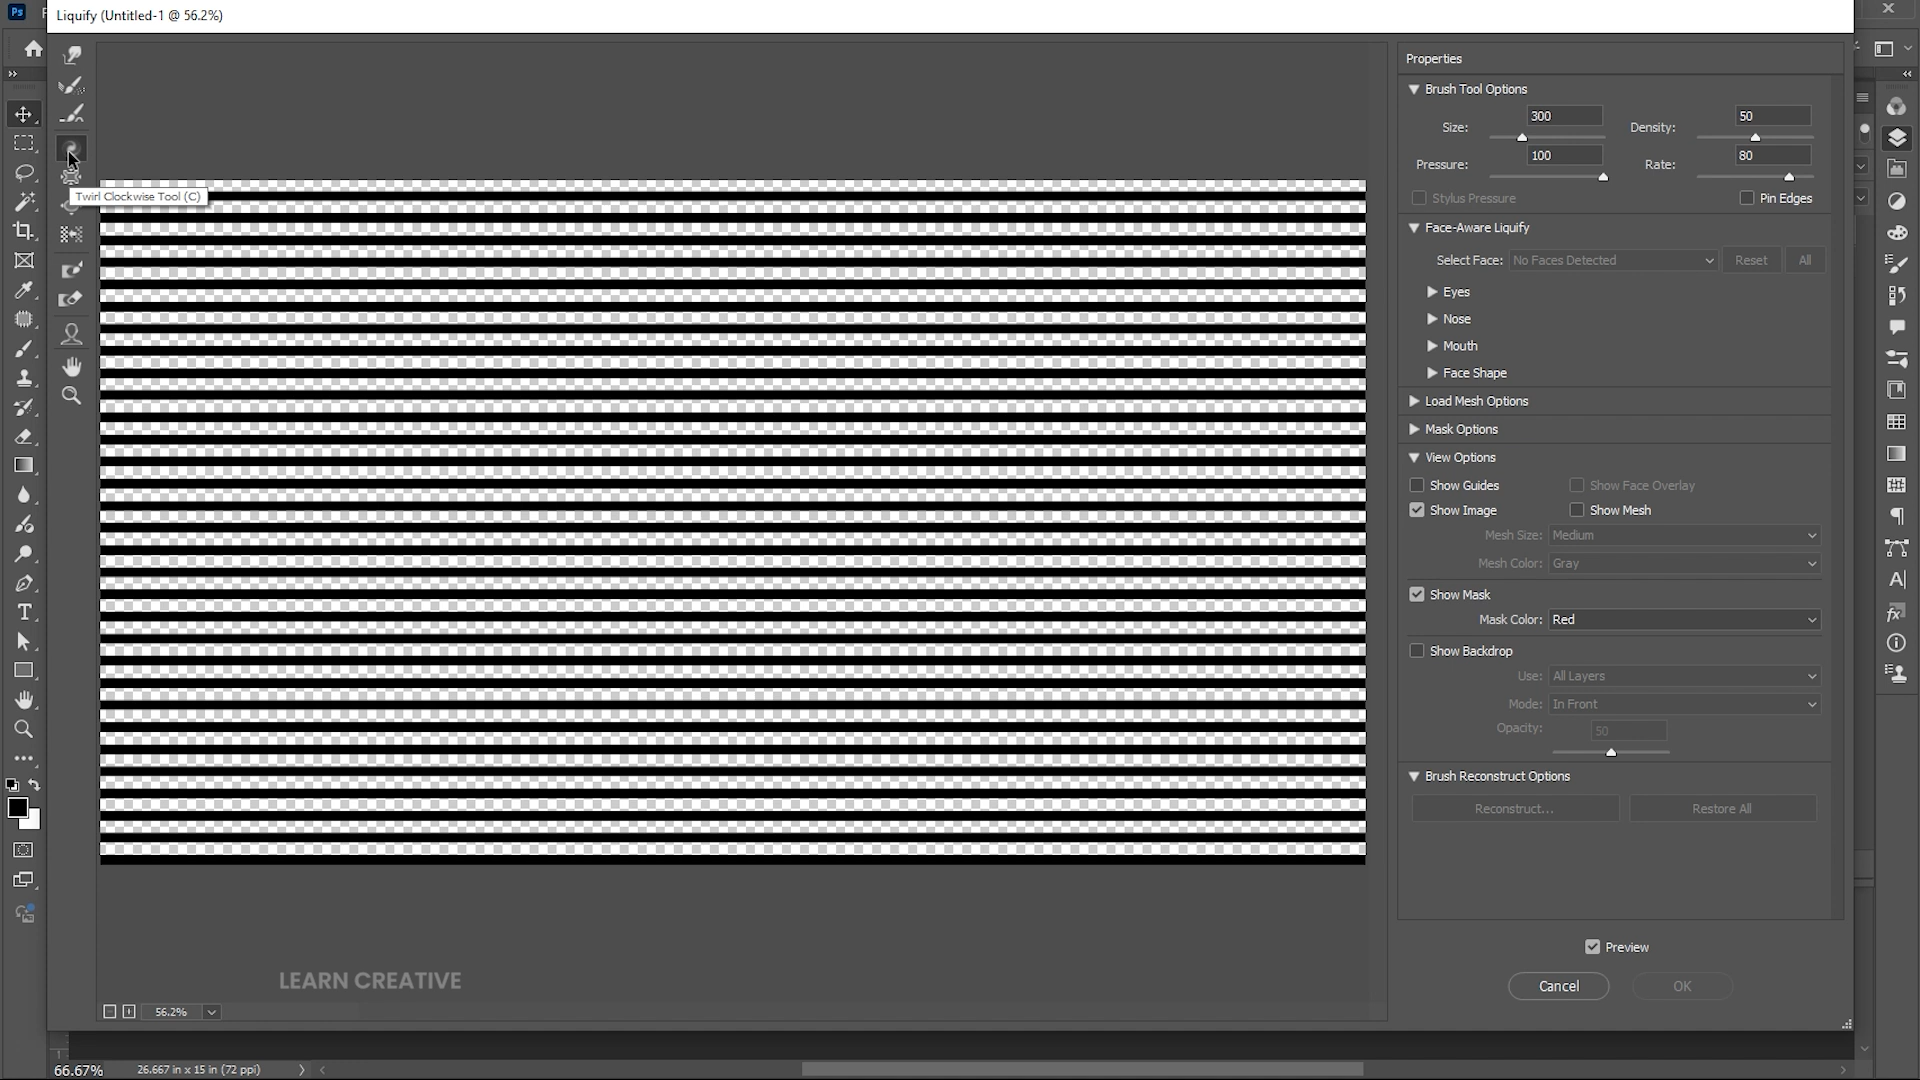 Ps
Liquify (Untitled-1 @ 56.2%)
Properties
Brush Tool Options
Size: 300
Density: 50
Pressure: 100
Rate: 80
Stylus Pressure
Pin Edges
Twirl Clockwise Tool (C)
Face-Aware Liquify
Select Face: No Faces Detected Reset All
Eyes
Nose
Mouth
Face Shape
Load Mesh Options
Mask Options
View Options
Show Guides Show Face Overlay
Show Image Show Mesh
Mesh Size: Medium
Mesh Color: Gray
Show Mask
Mask Color: Red
Show Backdrop
Use: All Layers
Mode: In Front
Opacity: 50
Brush Reconstruct Options
Reconstruct... Restore All
Preview
Cancel OK
LEARN CREATIVE
56.2%
1
66.67% 26.667 in x 15 in (72 ppi)